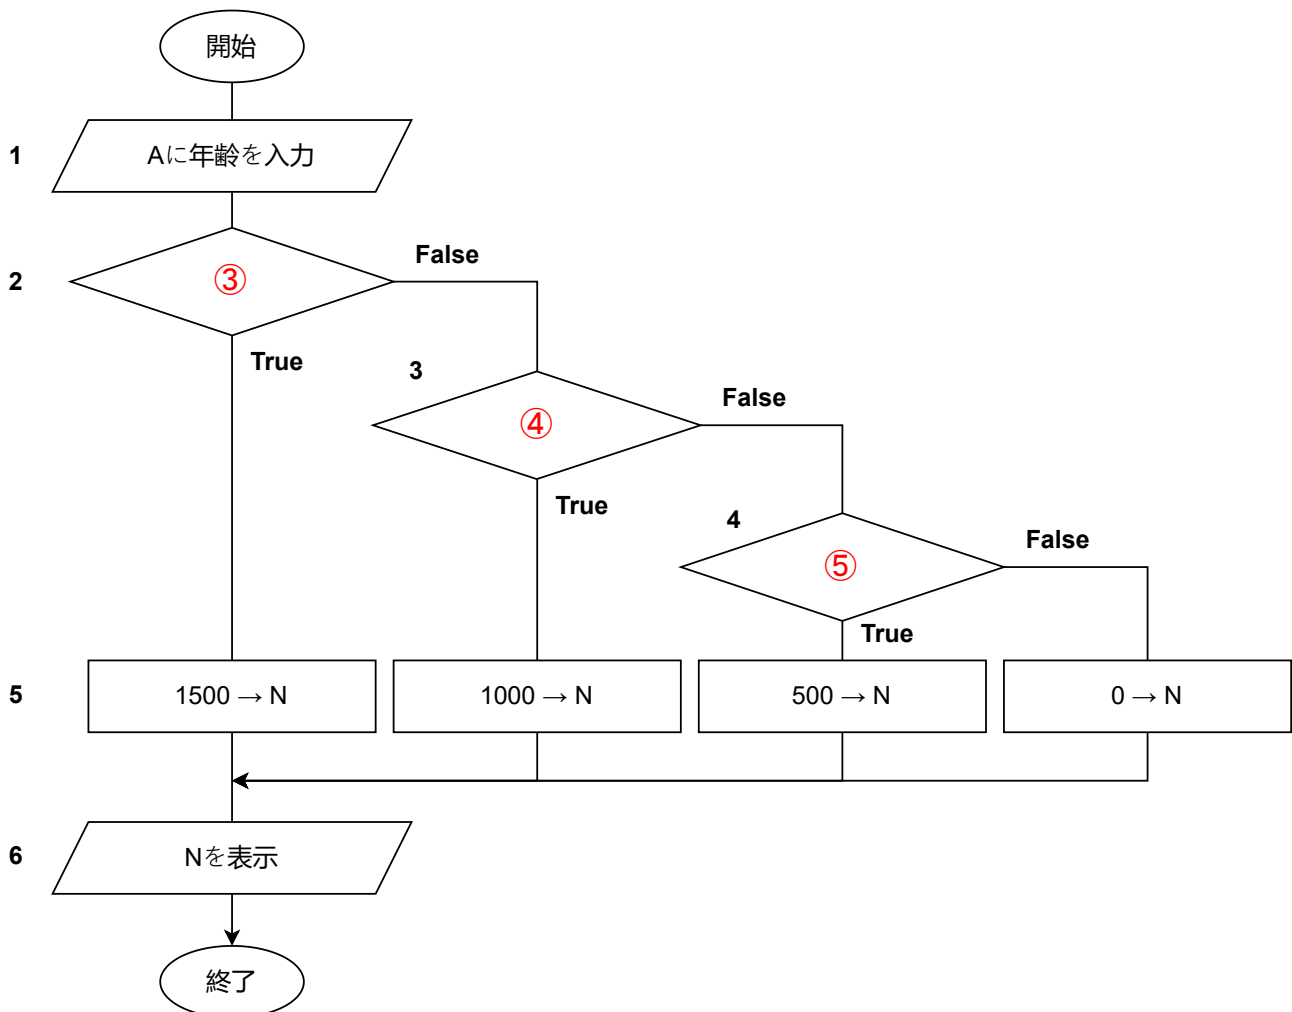 開始
1
Aに年齢を入力
2
③
False
True
3
④
False
True
4
⑤
False
True
5
1500 → N
1000 → N
500 → N
0 → N
6
Nを表示
終了